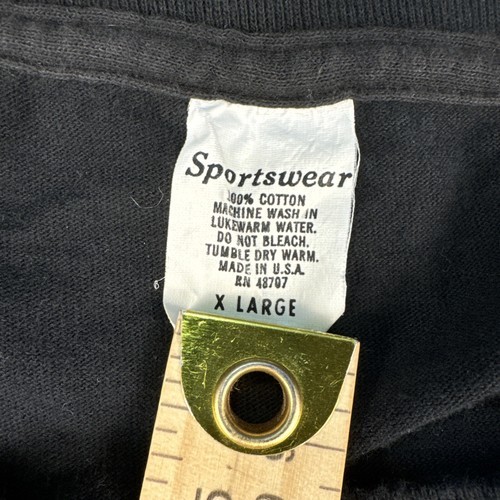 Sportswear
100% COTTON
MACHINE WASH IN
LUKEWARM WATER.
DO NOT BLEACH.
TUMBLE DRY WARM.
MADE IN U.S.A.
RN 48707
X LARGE